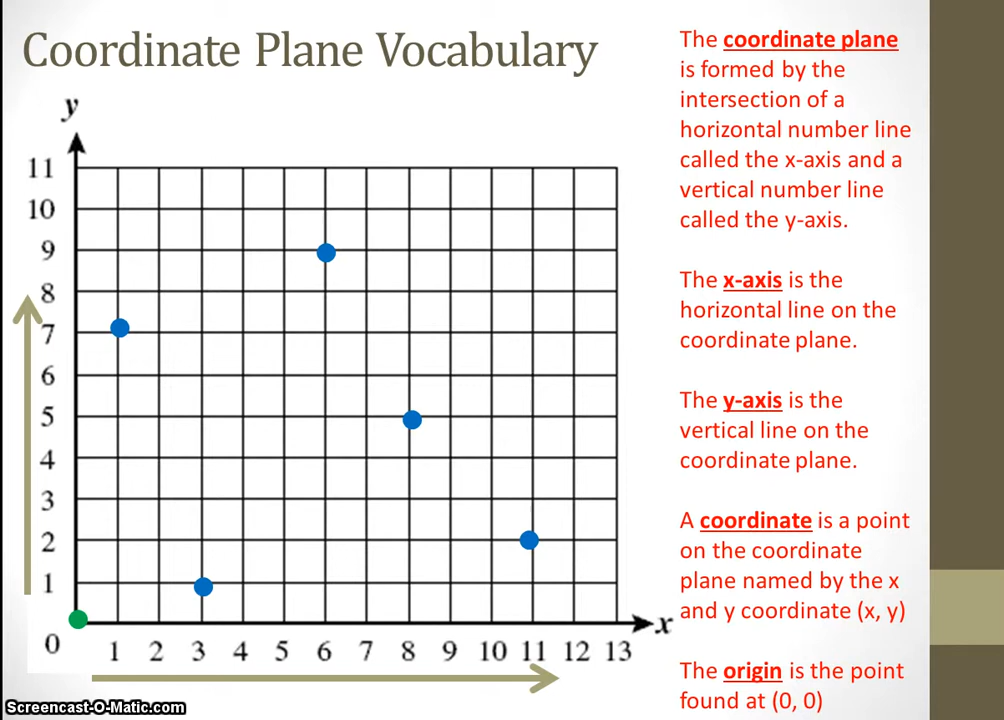 Coordinate Plane Vocabulary
The coordinate plane
is formed by the
intersection of a
horizontal number line
called the x-axis and a
vertical number line
called the y-axis.
The x-axis is the
horizontal line on the
coordinate plane.
The y-axis is the
vertical line on the
coordinate plane.
A coordinate is a point
on the coordinate
plane named by the x
and y coordinate (x, y)
The origin is the point
found at (0, 0)
y
11
10
9
8
7
6
5
4
3
2
1
0
1 2 3 4 5 6 7 8 9 10 11 12 13
x
Screencast-O-Matic.com